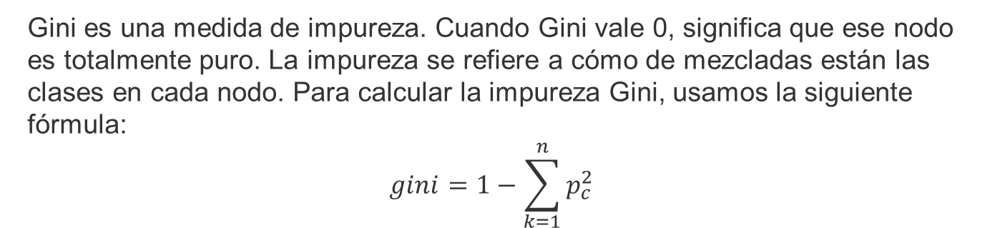 Gini es una medida de impureza. Cuando Gini vale 0, significa que ese nodo
es totalmente puro. La impureza se refiere a cómo de mezcladas están las
clases en cada nodo. Para calcular la impureza Gini, usamos la siguiente
fórmula:
gini = 1 − ∑_{k=1}^{n} p_c^2